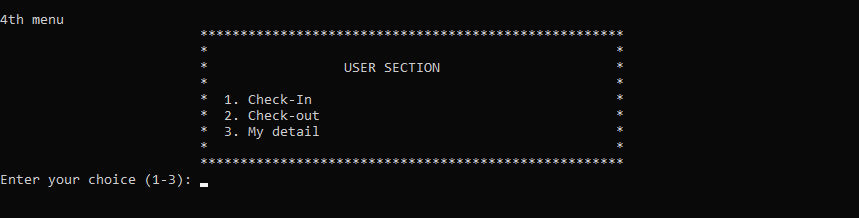 4th menu
*****************************************************
*                                                   *
*                 USER SECTION                      *
*                                                   *
*  1. Check-In                                      *
*  2. Check-out                                     *
*  3. My detail                                     *
*                                                   *
*****************************************************
Enter your choice (1-3):